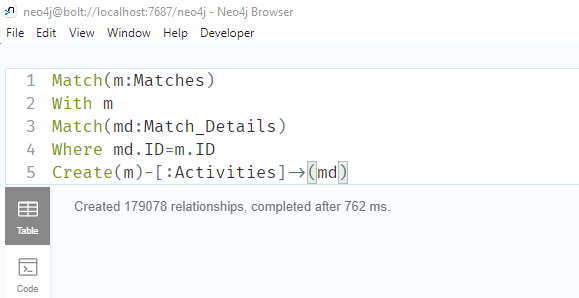 neo4j@bolt://localhost:7687/neo4j - Neo4j Browser
File Edit View Window Help Developer
1 Match(m:Matches)
2 With m
3 Match(md:Match_Details)
4 Where md.ID=m.ID
5 Create(m)-[:Activities]→(md)
Created 179078 relationships, completed after 762 ms.
Table
Code